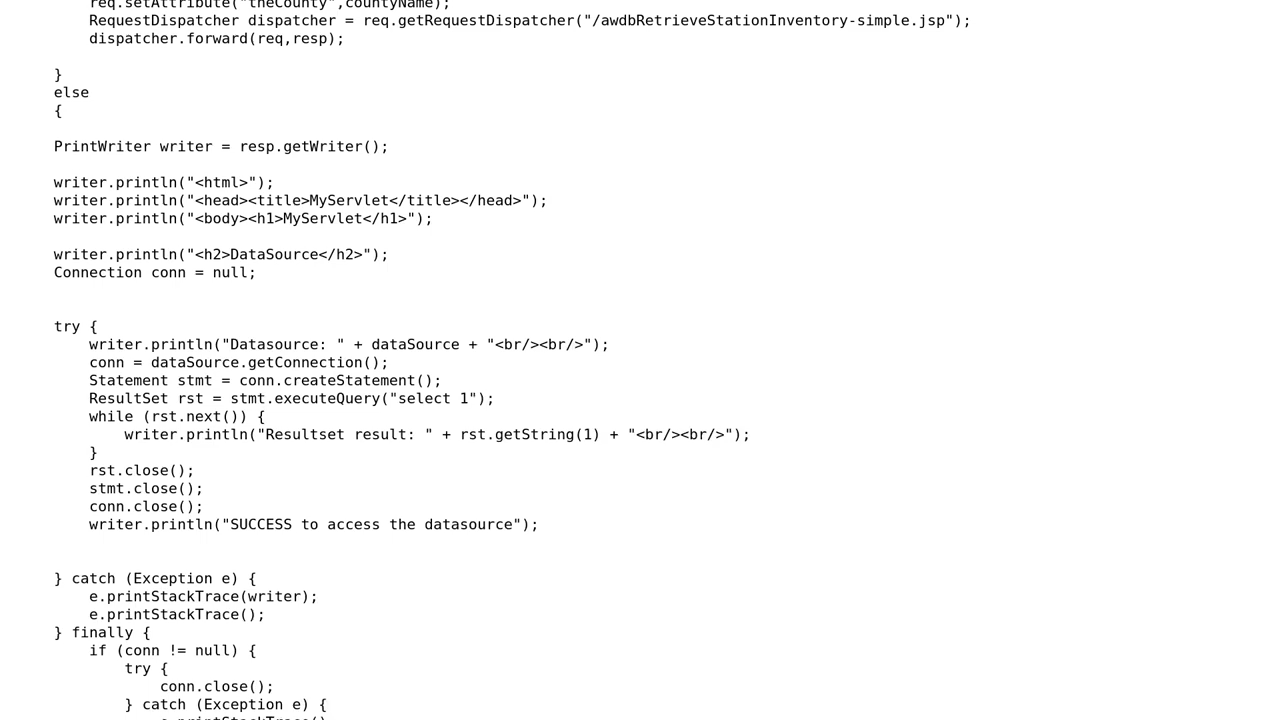 req.setAttribute("theCounty",countyName);
RequestDispatcher dispatcher = req.getRequestDispatcher("/awdbRetrieveStationInventory-simple.jsp");
dispatcher.forward(req,resp);
}
else
{
PrintWriter writer = resp.getWriter();
writer.println("<html>");
writer.println("<head><title>MyServlet</title></head>");
writer.println("<body><h1>MyServlet</h1>");
writer.println("<h2>DataSource</h2>");
Connection conn = null;
try {
writer.println("Datasource: " + dataSource + "<br/><br/>");
conn = dataSource.getConnection();
Statement stmt = conn.createStatement();
ResultSet rst = stmt.executeQuery("select 1");
while (rst.next()) {
writer.println("Resultset result: " + rst.getString(1) + "<br/><br/>");
}
rst.close();
stmt.close();
conn.close();
writer.println("SUCCESS to access the datasource");
} catch (Exception e) {
e.printStackTrace(writer);
e.printStackTrace();
} finally {
if (conn != null) {
try {
conn.close();
} catch (Exception e) {
e.printStackTrace()